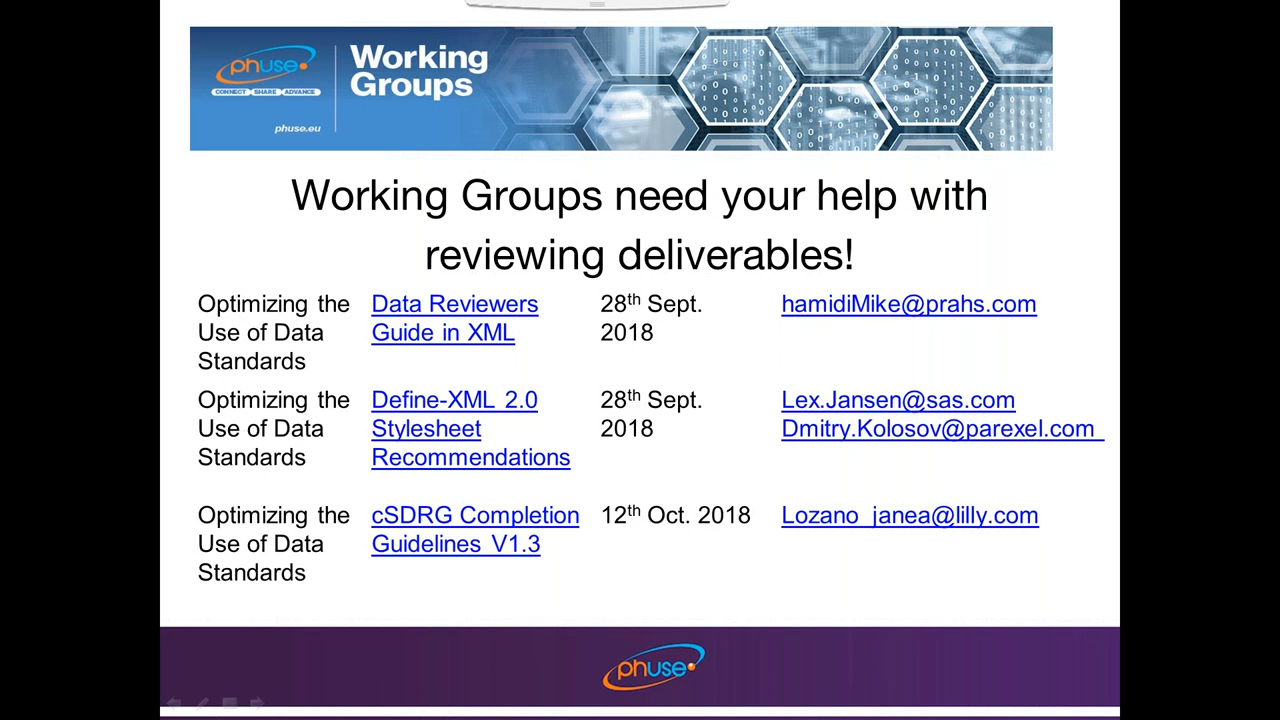 phuse.
CONNECT SHARE ADVANCE
phuse.eu
Working
Groups
Working Groups need your help with
reviewing deliverables!
Optimizing the Use of Data Standards
Data Reviewers Guide in XML
28th Sept. 2018
hamidiMike@prahs.com
Optimizing the Use of Data Standards
Define-XML 2.0 Stylesheet Recommendations
28th Sept. 2018
Lex.Jansen@sas.com
Dmitry.Kolosov@parexel.com
Optimizing the Use of Data Standards
cSDRG Completion Guidelines V1.3
12th Oct. 2018
Lozano_janea@lilly.com
phuse.